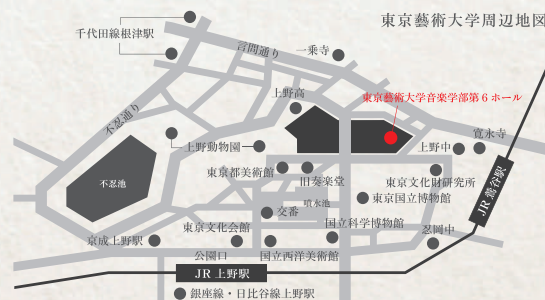 東京藝術大学周辺地図
千代田線根津駅
言問通り
一乗寺
上野高
東京藝術大学音楽学部第６ホール
不忍通り
寛永寺
上野動物園
上野中
東京都美術館
旧奏楽堂
東京文化財研究所
JR 鶯谷駅
不忍池
東京国立博物館
噴水池
交番
東京文化会館
国立科学博物館
忍岡中
京成上野駅
公園口
国立西洋美術館
JR 上野駅
銀座線・日比谷線上野駅